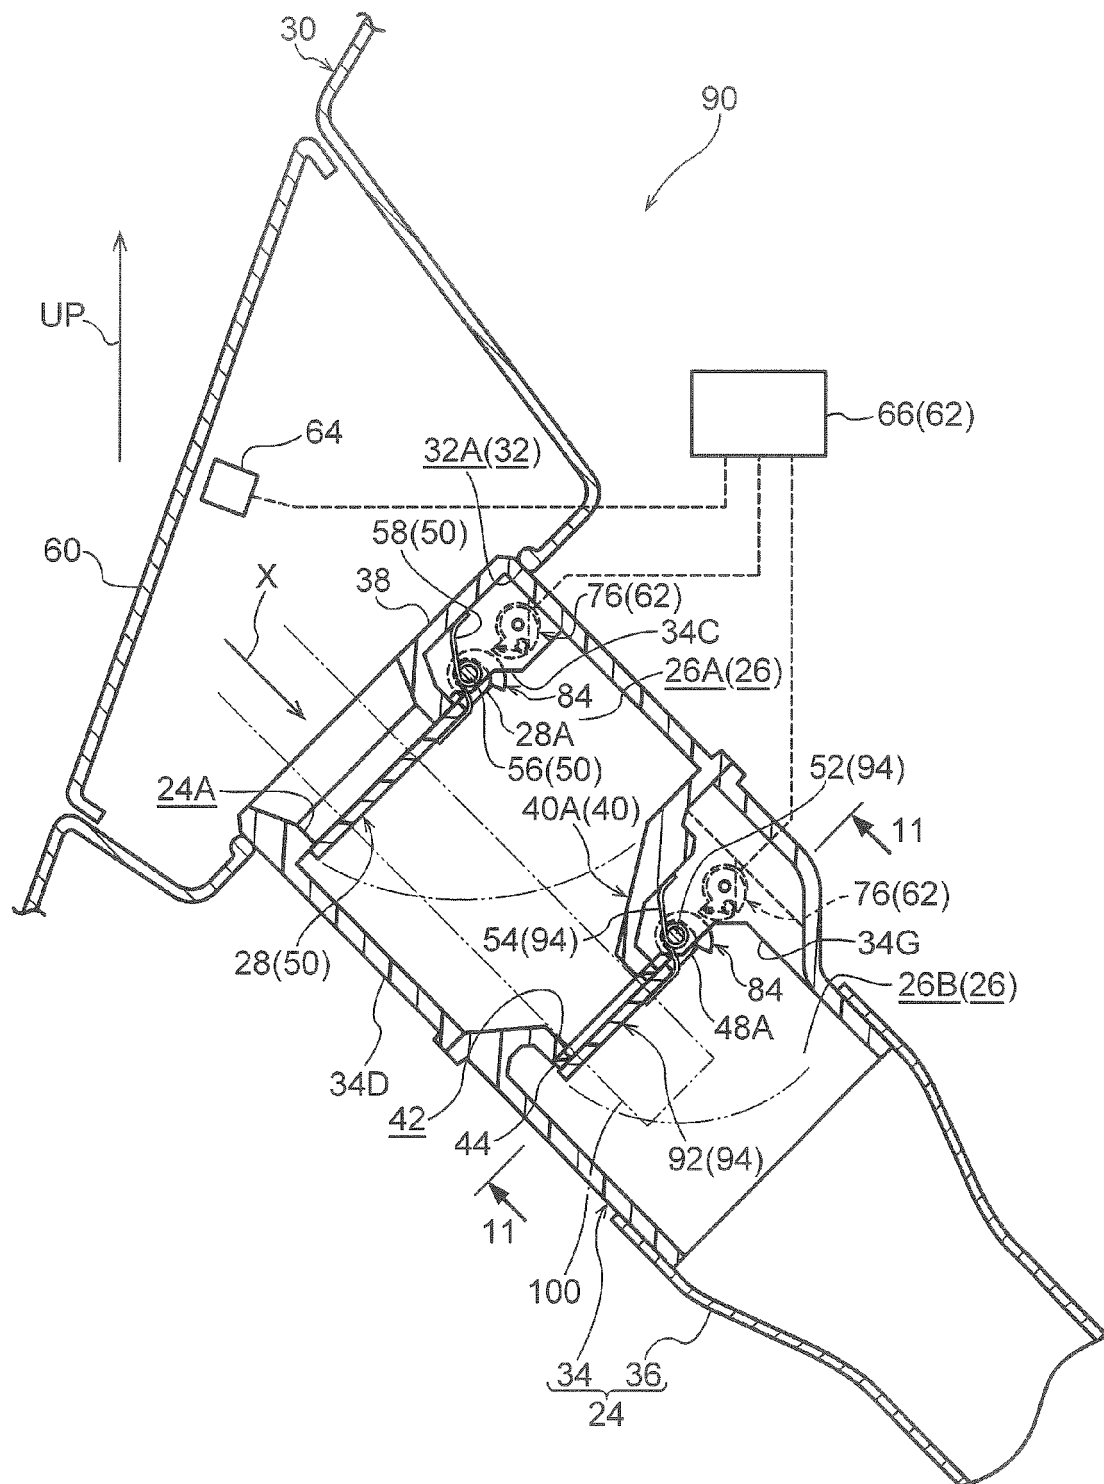 30
90
UP
64
66(62)
32A(32)
58(50)
60
X
38
76(62)
34C
26A(26)
84
28A
56(50)
52(94)
24A
40A(40)
11
76(62)
54(94)
34G
28(50)
84
26B(26)
48A
34D
42
44
92(94)
11
100
34 36
24